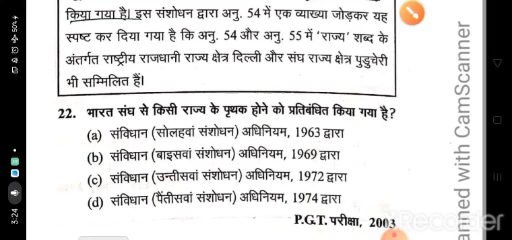 किया गया है। इस संशोधन द्वारा अनु. 54 में एक व्याख्या जोड़कर यह
स्पष्ट कर दिया गया है कि अनु. 54 और अनु. 55 में 'राज्य' शब्द के
अंतर्गत राष्ट्रीय राजधानी राज्य क्षेत्र दिल्ली और संघ राज्य क्षेत्र पुडुचेरी
भी सम्मिलित हैं।
22. भारत संघ से किसी राज्य के पृथक होने को प्रतिबंधित किया गया है?
(a) संविधान (सोलहवां संशोधन) अधिनियम, 1963 द्वारा
(b) संविधान (बाइसवां संशोधन) अधिनियम, 1969 द्वारा
(c) संविधान (उन्तीसवां संशोधन) अधिनियम, 1972 द्वारा
(d) संविधान (पैंतीसवां संशोधन) अधिनियम, 1974 द्वारा
P.G.T. परीक्षा, 2003
anned with CamScanner
3:24
Recorder